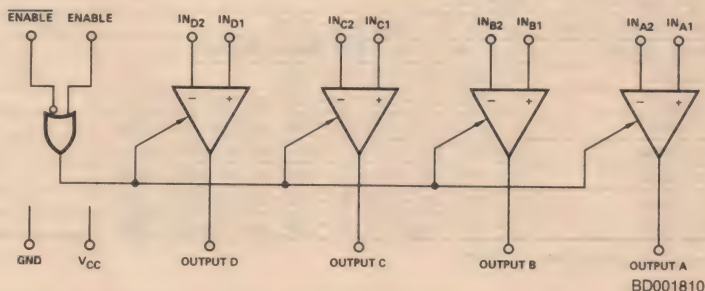 ENABLE ENABLE IND2 IND1 INC2 INC1 INB2 INB1 INA2 INA1
− + − + − + − +
GND VCC OUTPUT D OUTPUT C OUTPUT B OUTPUT A
BD001810